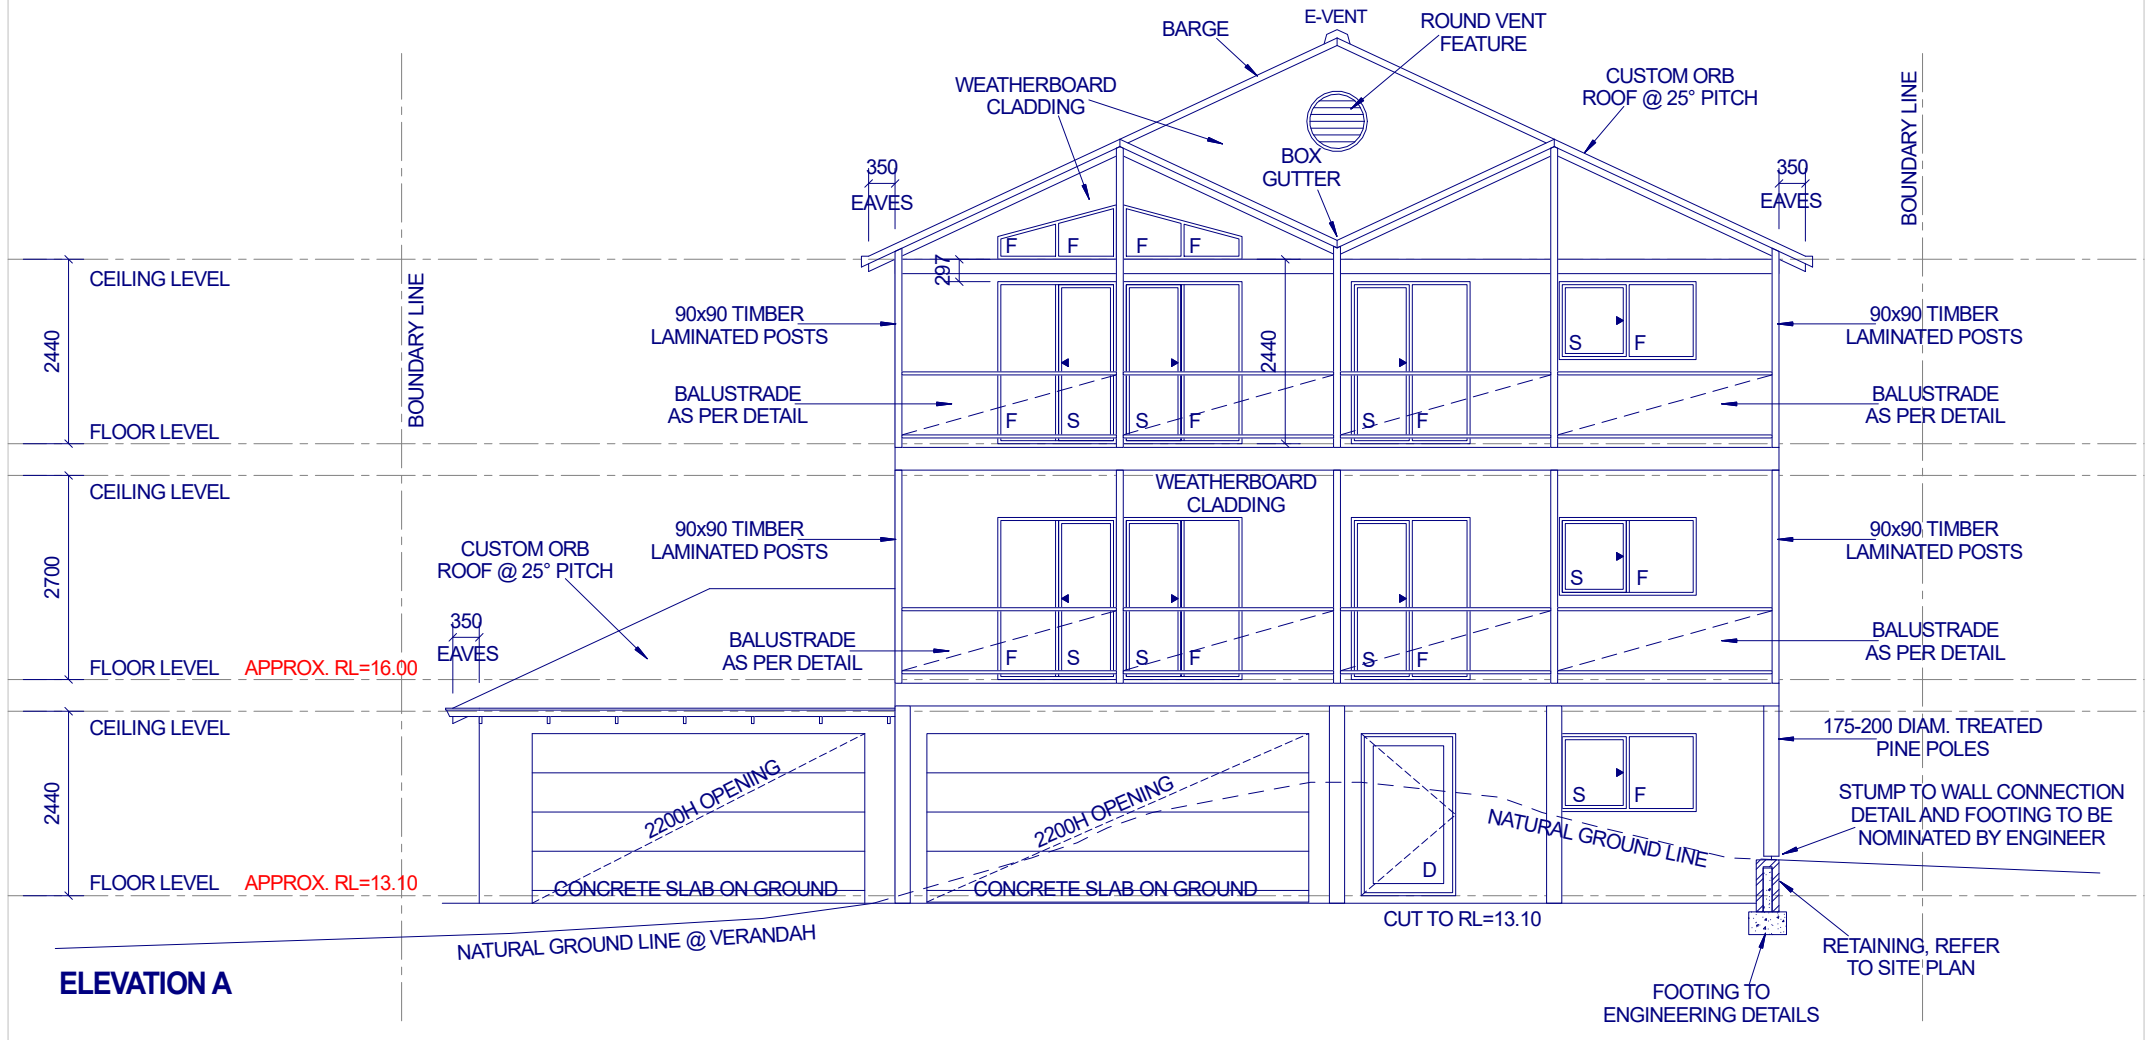 E-VENT
BARGE
ROUND VENT
FEATURE
WEATHERBOARD
CLADDING
CUSTOM ORB
ROOF @ 25° PITCH
BOUNDARY LINE
BOX
GUTTER
350
EAVES
350
EAVES
F
F
F
F
CEILING LEVEL
297
2440
BOUNDARY LINE
90x90 TIMBER
LAMINATED POSTS
2440
S
F
90x90 TIMBER
LAMINATED POSTS
BALUSTRADE
AS PER DETAIL
F
S
S
F
S
F
BALUSTRADE
AS PER DETAIL
FLOOR LEVEL
CEILING LEVEL
WEATHERBOARD
CLADDING
2700
90x90 TIMBER
LAMINATED POSTS
90x90 TIMBER
LAMINATED POSTS
CUSTOM ORB
ROOF @ 25° PITCH
S
F
350
EAVES
BALUSTRADE
AS PER DETAIL
F
S
S
F
S
F
BALUSTRADE
AS PER DETAIL
FLOOR LEVEL APPROX. RL=16.00
CEILING LEVEL
175-200 DIAM. TREATED
PINE POLES
2440
2200H OPENING
2200H OPENING
S
F
NATURAL GROUND LINE
STUMP TO WALL CONNECTION
DETAIL AND FOOTING TO BE
NOMINATED BY ENGINEER
D
FLOOR LEVEL APPROX. RL=13.10
CONCRETE SLAB ON GROUND
CONCRETE SLAB ON GROUND
CUT TO RL=13.10
NATURAL GROUND LINE @ VERANDAH
RETAINING, REFER
TO SITE PLAN
ELEVATION A
FOOTING TO
ENGINEERING DETAILS